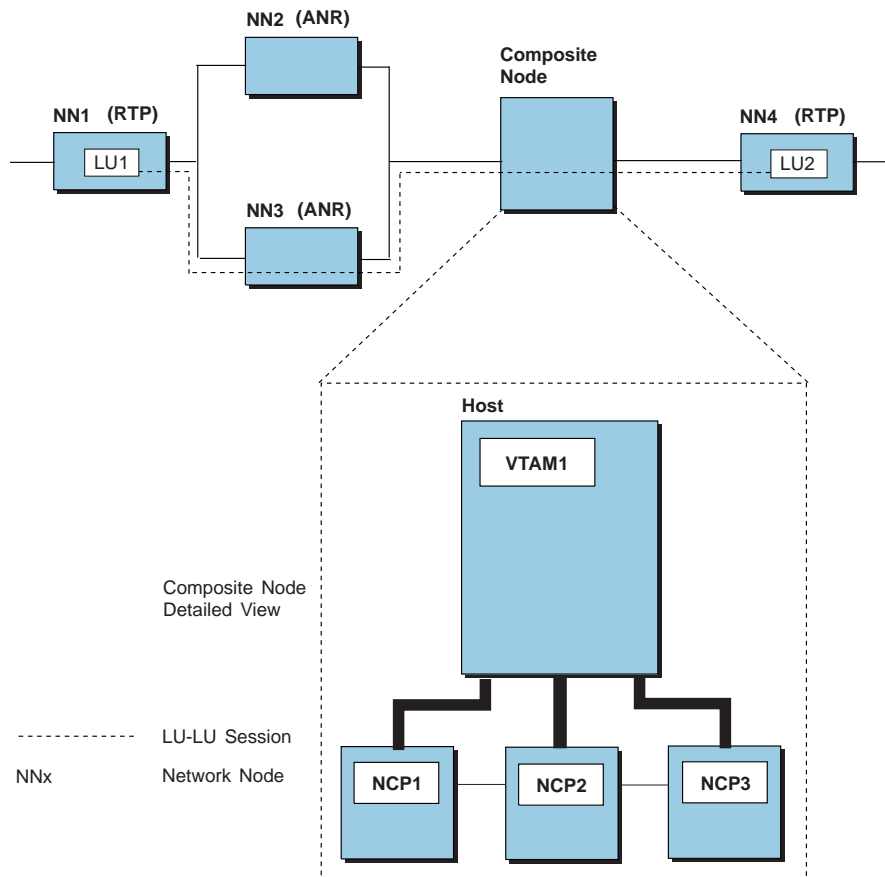 NN2 (ANR)
Composite
Node
NN1 (RTP)
LU1
NN4 (RTP)
LU2
NN3 (ANR)
Host
VTAM1
Composite Node
Detailed View
LU-LU Session
NNx Network Node
NCP1
NCP2
NCP3